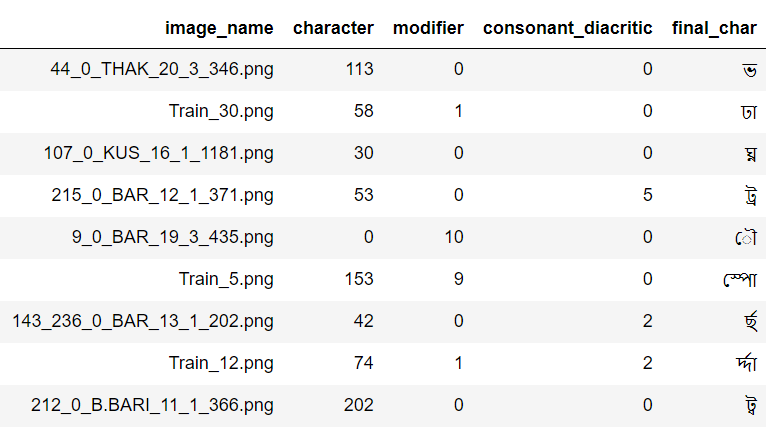 image_name character modifier consonant_diacritic final_char
44_0_THAK_20_3_346.png 113 0 0 ভ
Train_30.png 58 1 0 ঢা
107_0_KUS_16_1_1181.png 30 0 0 ঘ্ন
215_0_BAR_12_1_371.png 53 0 5 ট্র
9_0_BAR_19_3_435.png 0 10 0 ৌ
Train_5.png 153 9 0 স্পো
143_236_0_BAR_13_1_202.png 42 0 2 র্ছ
Train_12.png 74 1 2 র্দ্দা
212_0_B.BARI_11_1_366.png 202 0 0 ট্ব